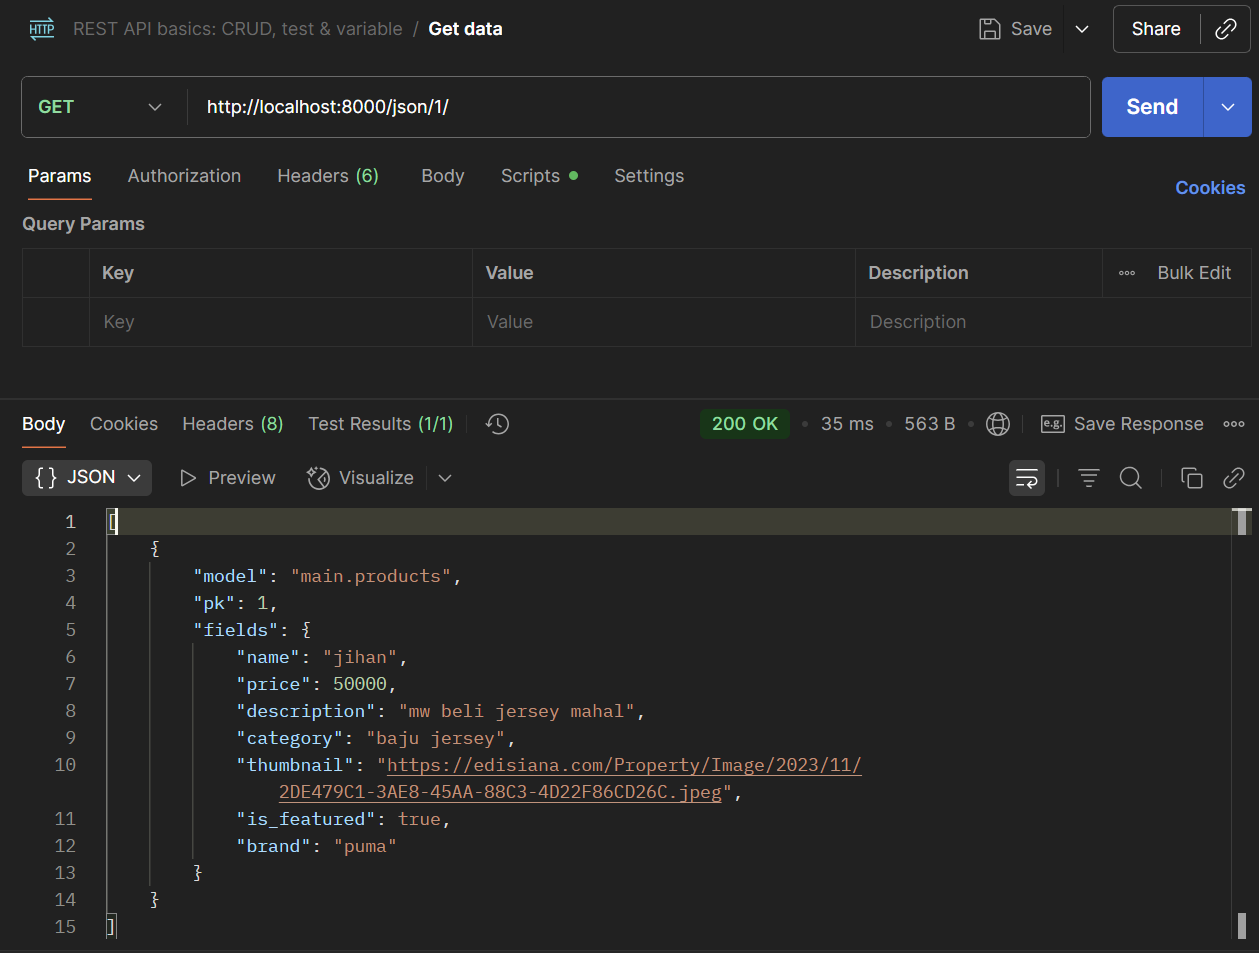 HTTP REST API basics: CRUD, test & variable / Get data Save Share
GET http://localhost:8000/json/1/ Send
Params Authorization Headers (6) Body Scripts Settings Cookies
Query Params
Key Value Description Bulk Edit
Key Value Description
Body Cookies Headers (8) Test Results (1/1) 200 OK 35 ms 563 B e.g. Save Response
{} JSON Preview Visualize
1 [
2 {
3 "model": "main.products",
4 "pk": 1,
5 "fields": {
6 "name": "jihan",
7 "price": 50000,
8 "description": "mw beli jersey mahal",
9 "category": "baju jersey",
10 "thumbnail": "https://edisiana.com/Property/Image/2023/11/
2DE479C1-3AE8-45AA-88C3-4D22F86CD26C.jpeg",
11 "is_featured": true,
12 "brand": "puma"
13 }
14 }
15 ]